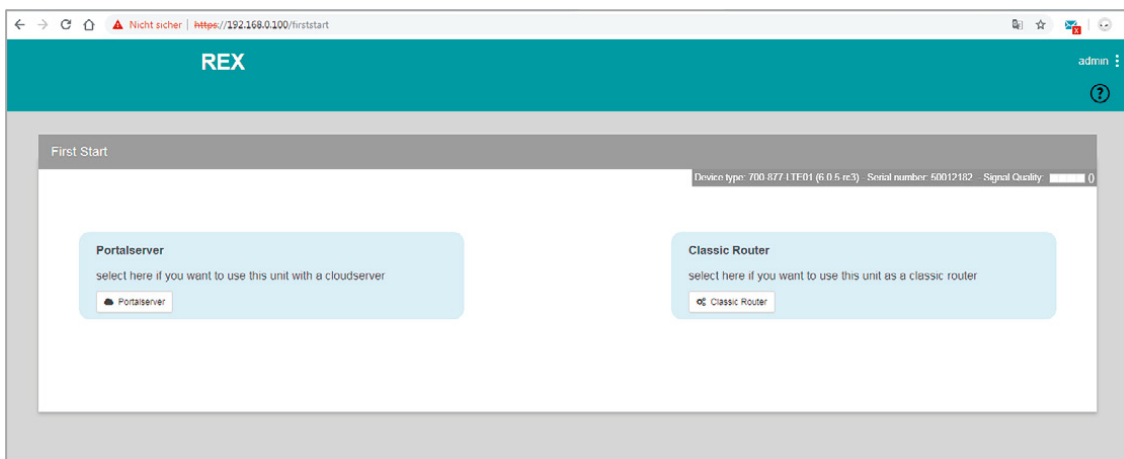 Nicht sicher | https://192.168.0.100/firststart
REX
admin
First Start
Device type: 700-877-LTE01 (6.0.5-rc3) - Serial number: 50012182 - Signal Quality: ()
Portalserver
select here if you want to use this unit with a cloudserver
Portalserver
Classic Router
select here if you want to use this unit as a classic router
Classic Router